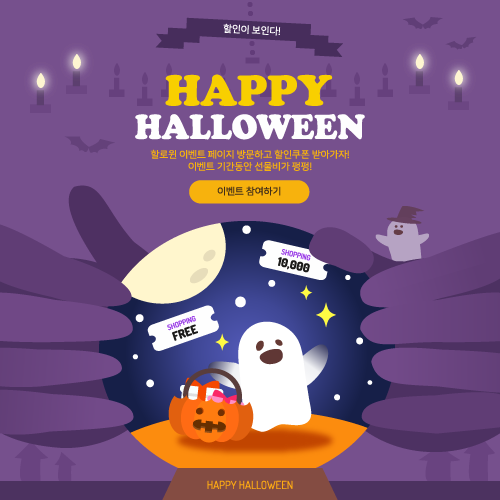 할인이 보인다!
HAPPY
HALLOWEEN
할로윈 이벤트 페이지 방문하고 할인쿠폰 받아가자!
이벤트 기간동안 선물비가 펑펑!
이벤트 참여하기
SHOPPING
10,000
SHOPPING
FREE
HAPPY HALLOWEEN